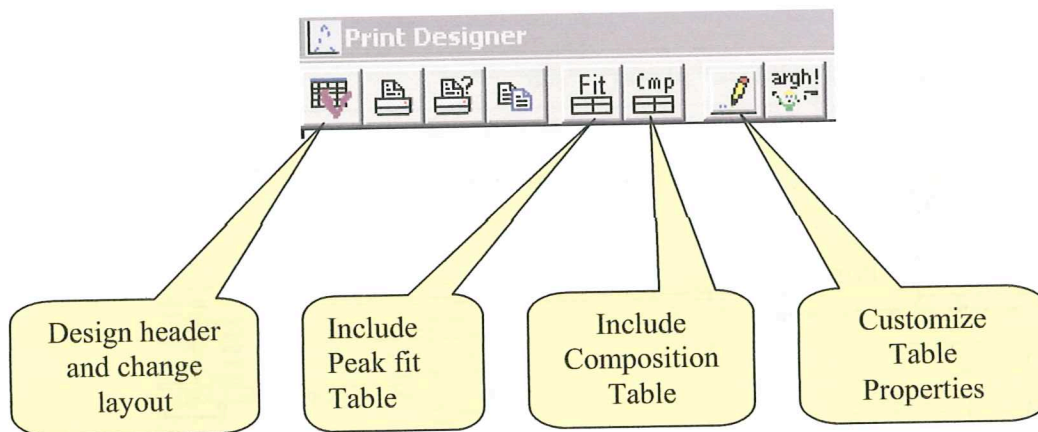 Print Designer
Fit
Cmp
argh!
Design header
and change
layout
Include
Peak fit
Table
Include
Composition
Table
Customize
Table
Properties